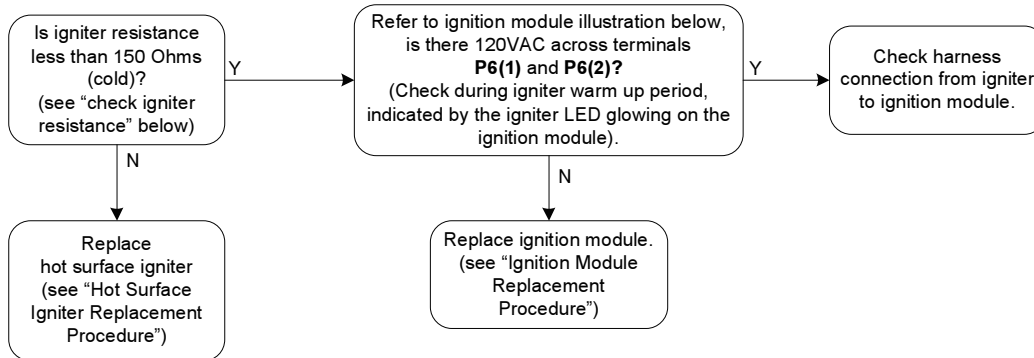 Is igniter resistance
less than 150 Ohms
(cold)?
(see “check igniter
resistance” below)
Y
Refer to ignition module illustration below,
is there 120VAC across terminals
P6(1) and P6(2)?
(Check during igniter warm up period,
indicated by the igniter LED glowing on the
ignition module).
Y
Check harness
connection from igniter
to ignition module.
N
N
Replace
hot surface igniter
(see “Hot Surface
Igniter Replacement
Procedure”)
Replace ignition module.
(see “Ignition Module
Replacement
Procedure”)